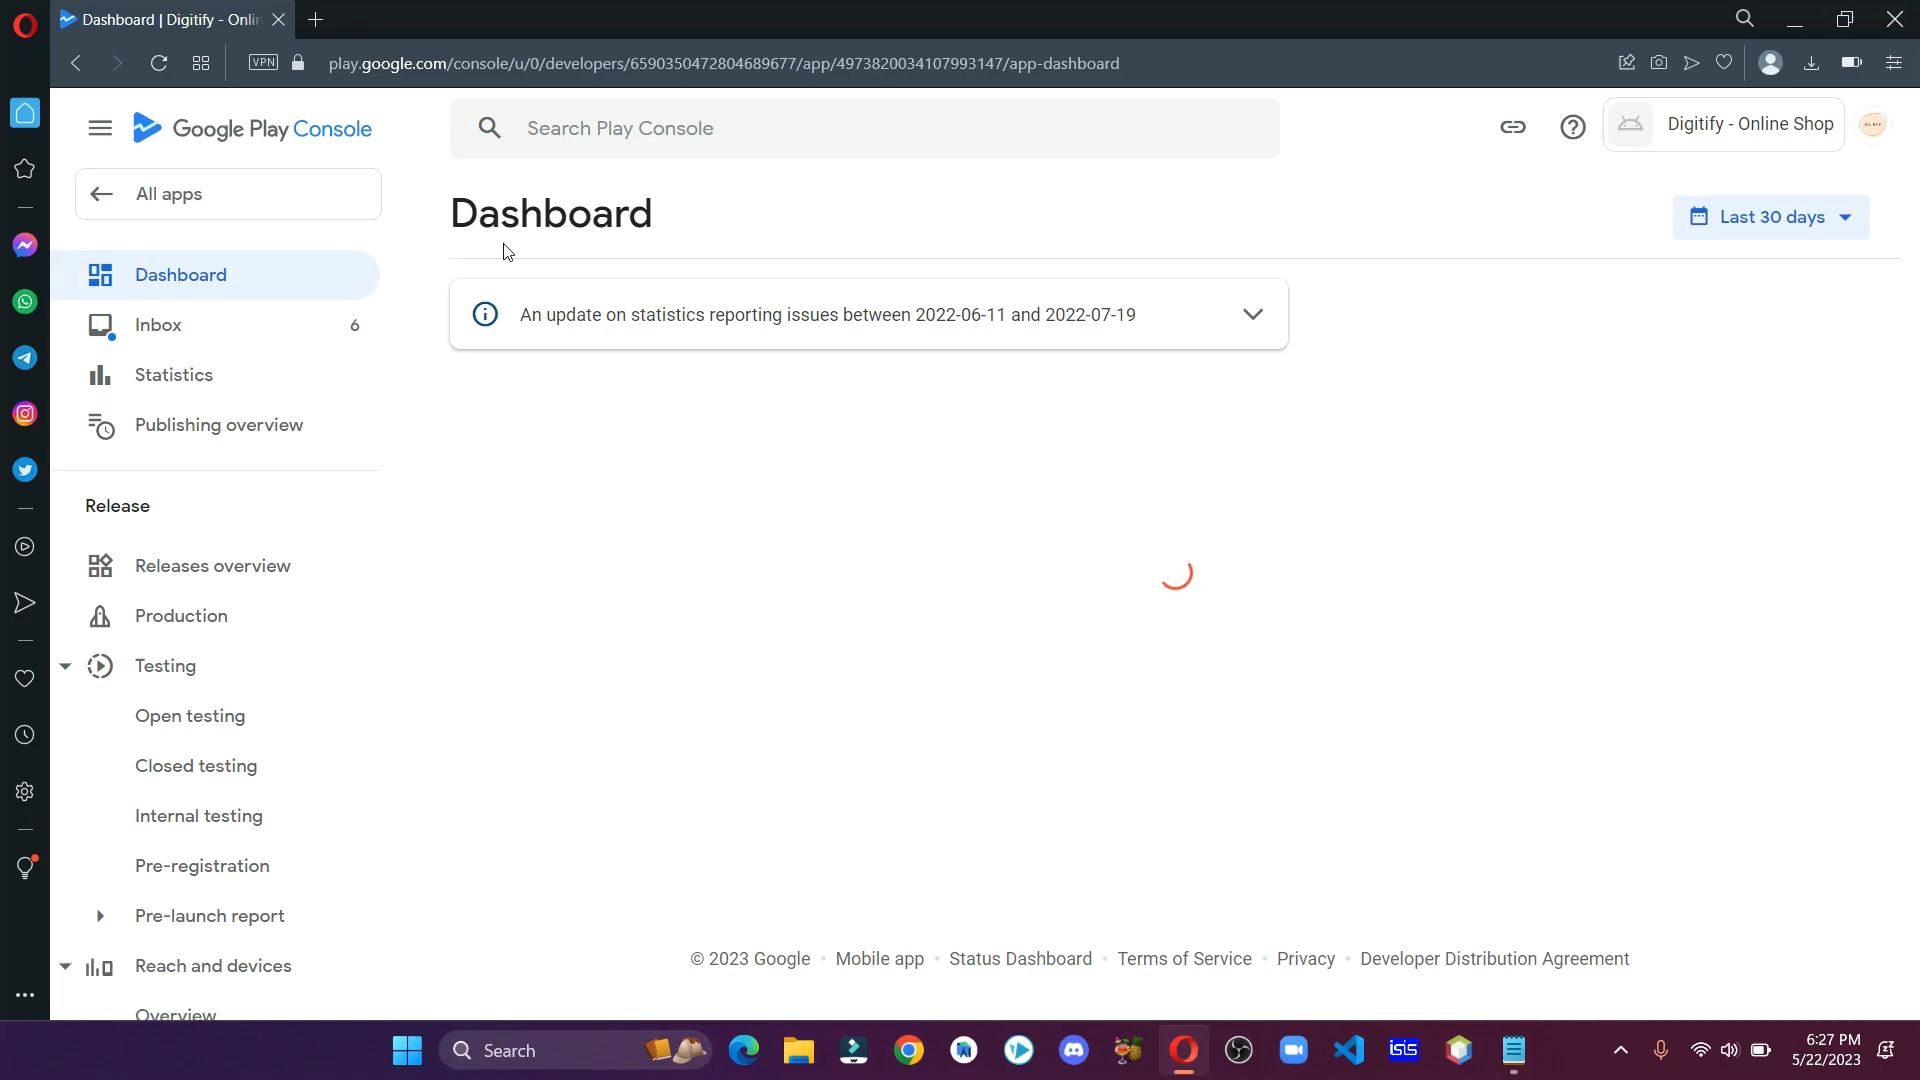 Dashboard | Digitify - Onlin
VPN
play.google.com/console/u/0/developers/6590350472804689677/app/4973820034107993147/app-dashboard
Google Play Console
Search Play Console
Digitify - Online Shop
All apps
Dashboard
Last 30 days
Dashboard
An update on statistics reporting issues between 2022-06-11 and 2022-07-19
Inbox 6
Statistics
Publishing overview
Release
Releases overview
Production
Testing
Open testing
Closed testing
Internal testing
Pre-registration
Pre-launch report
Reach and devices
Overview
© 2023 Google • Mobile app • Status Dashboard • Terms of Service • Privacy • Developer Distribution Agreement
Search
isis
6:27 PM
5/22/2023